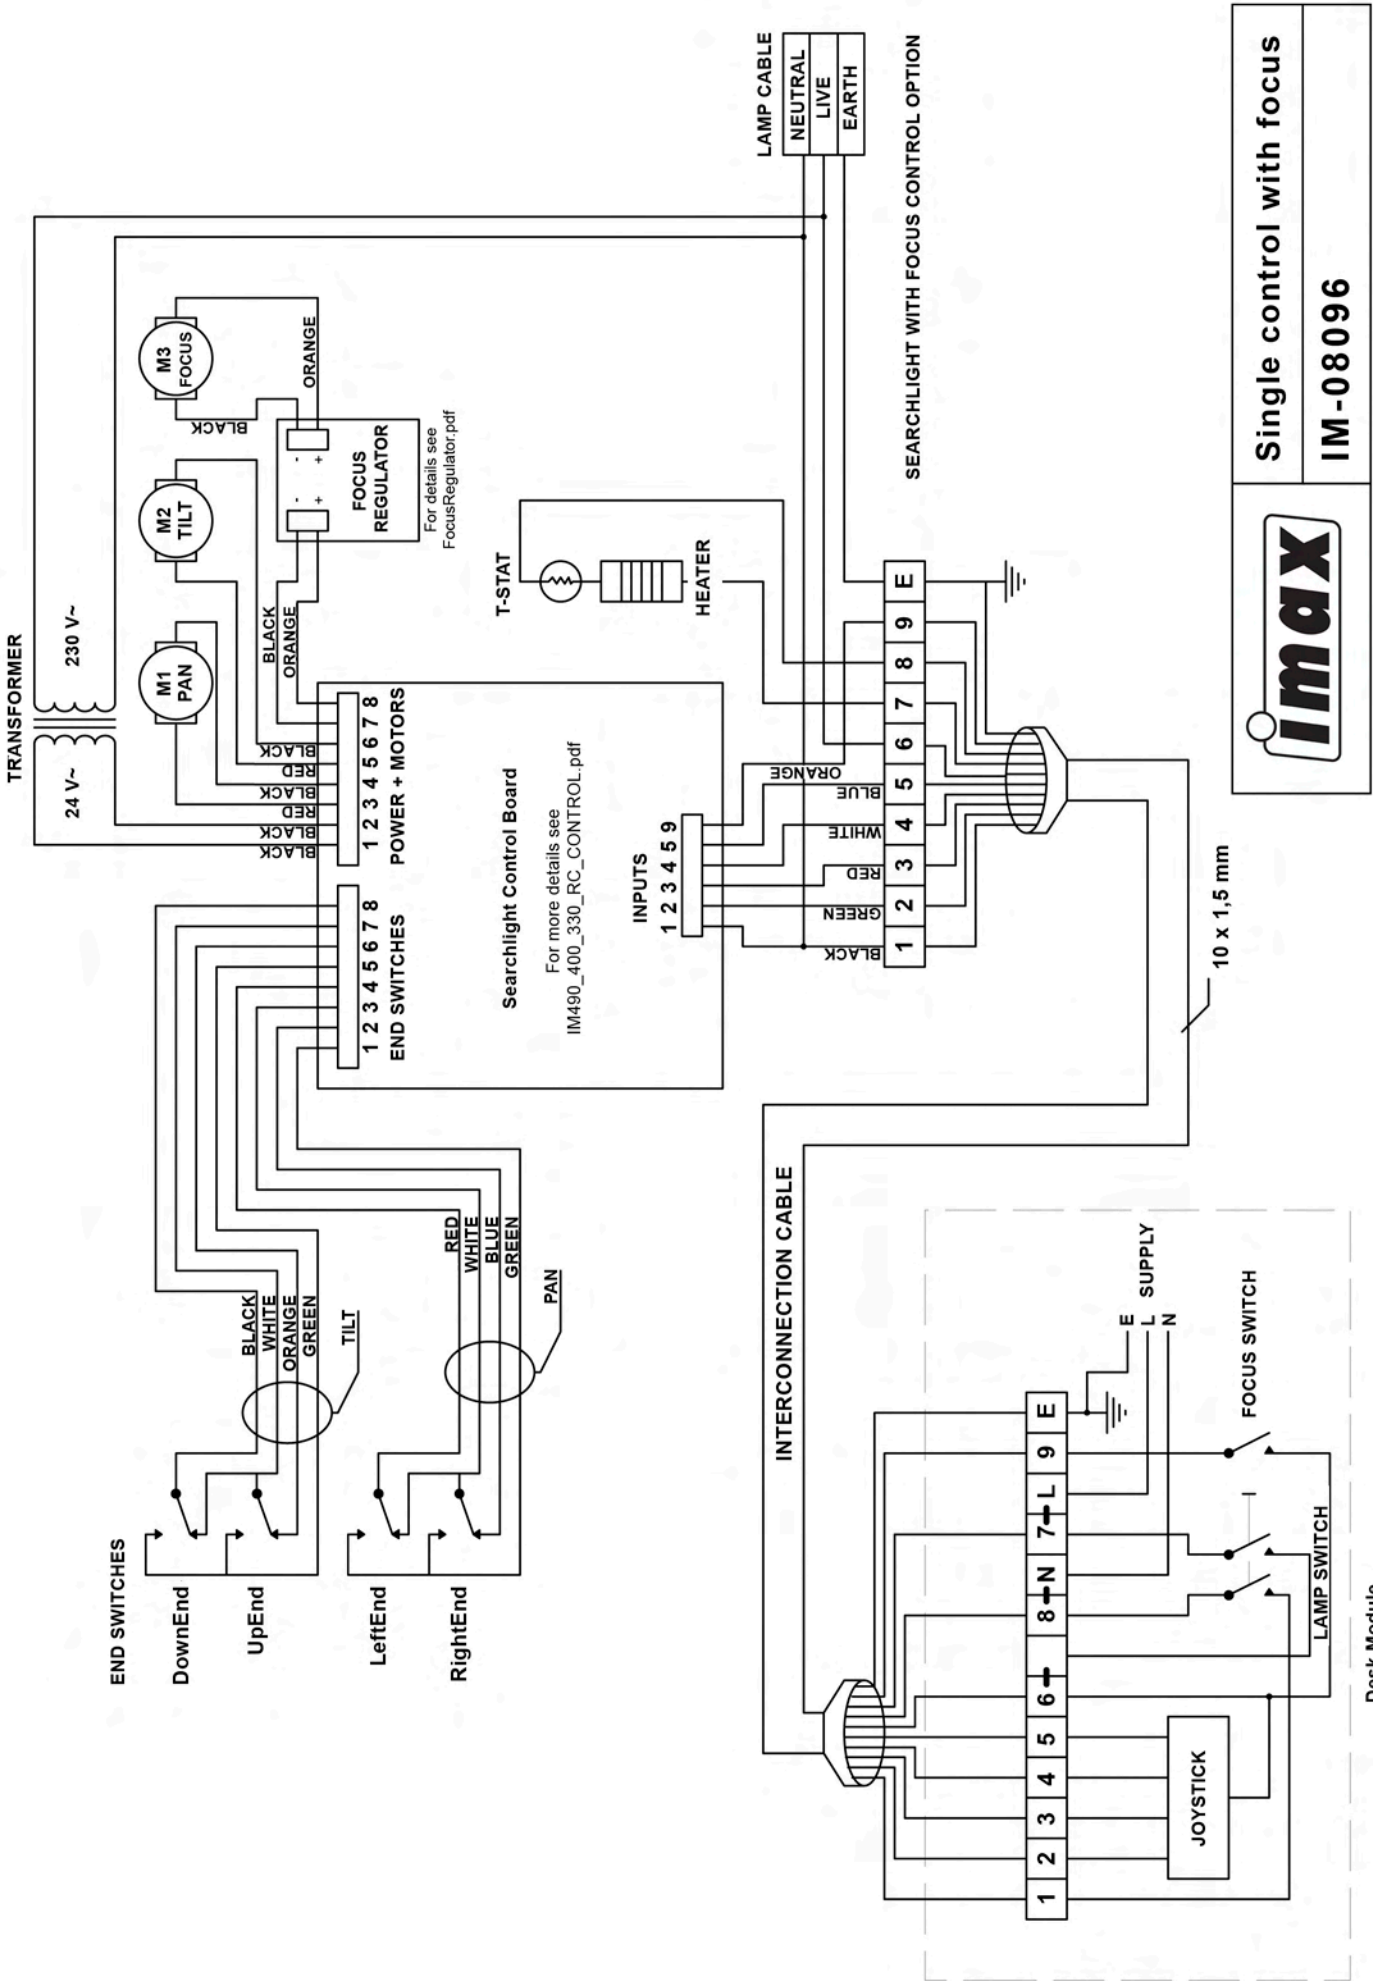 TRANSFORMER
24 V~
230 V~
M1
PAN
M2
TILT
M3
FOCUS
BLACK
ORANGE
BLACK
ORANGE
- -
+ +
FOCUS
REGULATOR
For details see
FocusRegulator.pdf
BLACK
BLACK
RED
BLACK
RED
BLACK
1 2 3 4 5 6 7 8
POWER + MOTORS
1 2 3 4 5 6 7 8
END SWITCHES
Searchlight Control Board
For more details see
IM490_400_330_RC_CONTROL.pdf
INPUTS
1 2 3 4 5 9
END SWITCHES
DownEnd
UpEnd
LeftEnd
RightEnd
BLACK
WHITE
ORANGE
GREEN
TILT
RED
WHITE
BLUE
GREEN
PAN
T-STAT
HEATER
LAMP CABLE
NEUTRAL
LIVE
EARTH
BLACK
GREEN
RED
WHITE
BLUE
ORANGE
1 2 3 4 5 6 7 8 9 E
SEARCHLIGHT WITH FOCUS CONTROL OPTION
INTERCONNECTION CABLE
10 x 1,5 mm
1 2 3 4 5 6 8 N 7 L 9 E
E
L
N
SUPPLY
JOYSTICK
FOCUS SWITCH
LAMP SWITCH
Desk Module
imax
Single control with focus
IM-08096